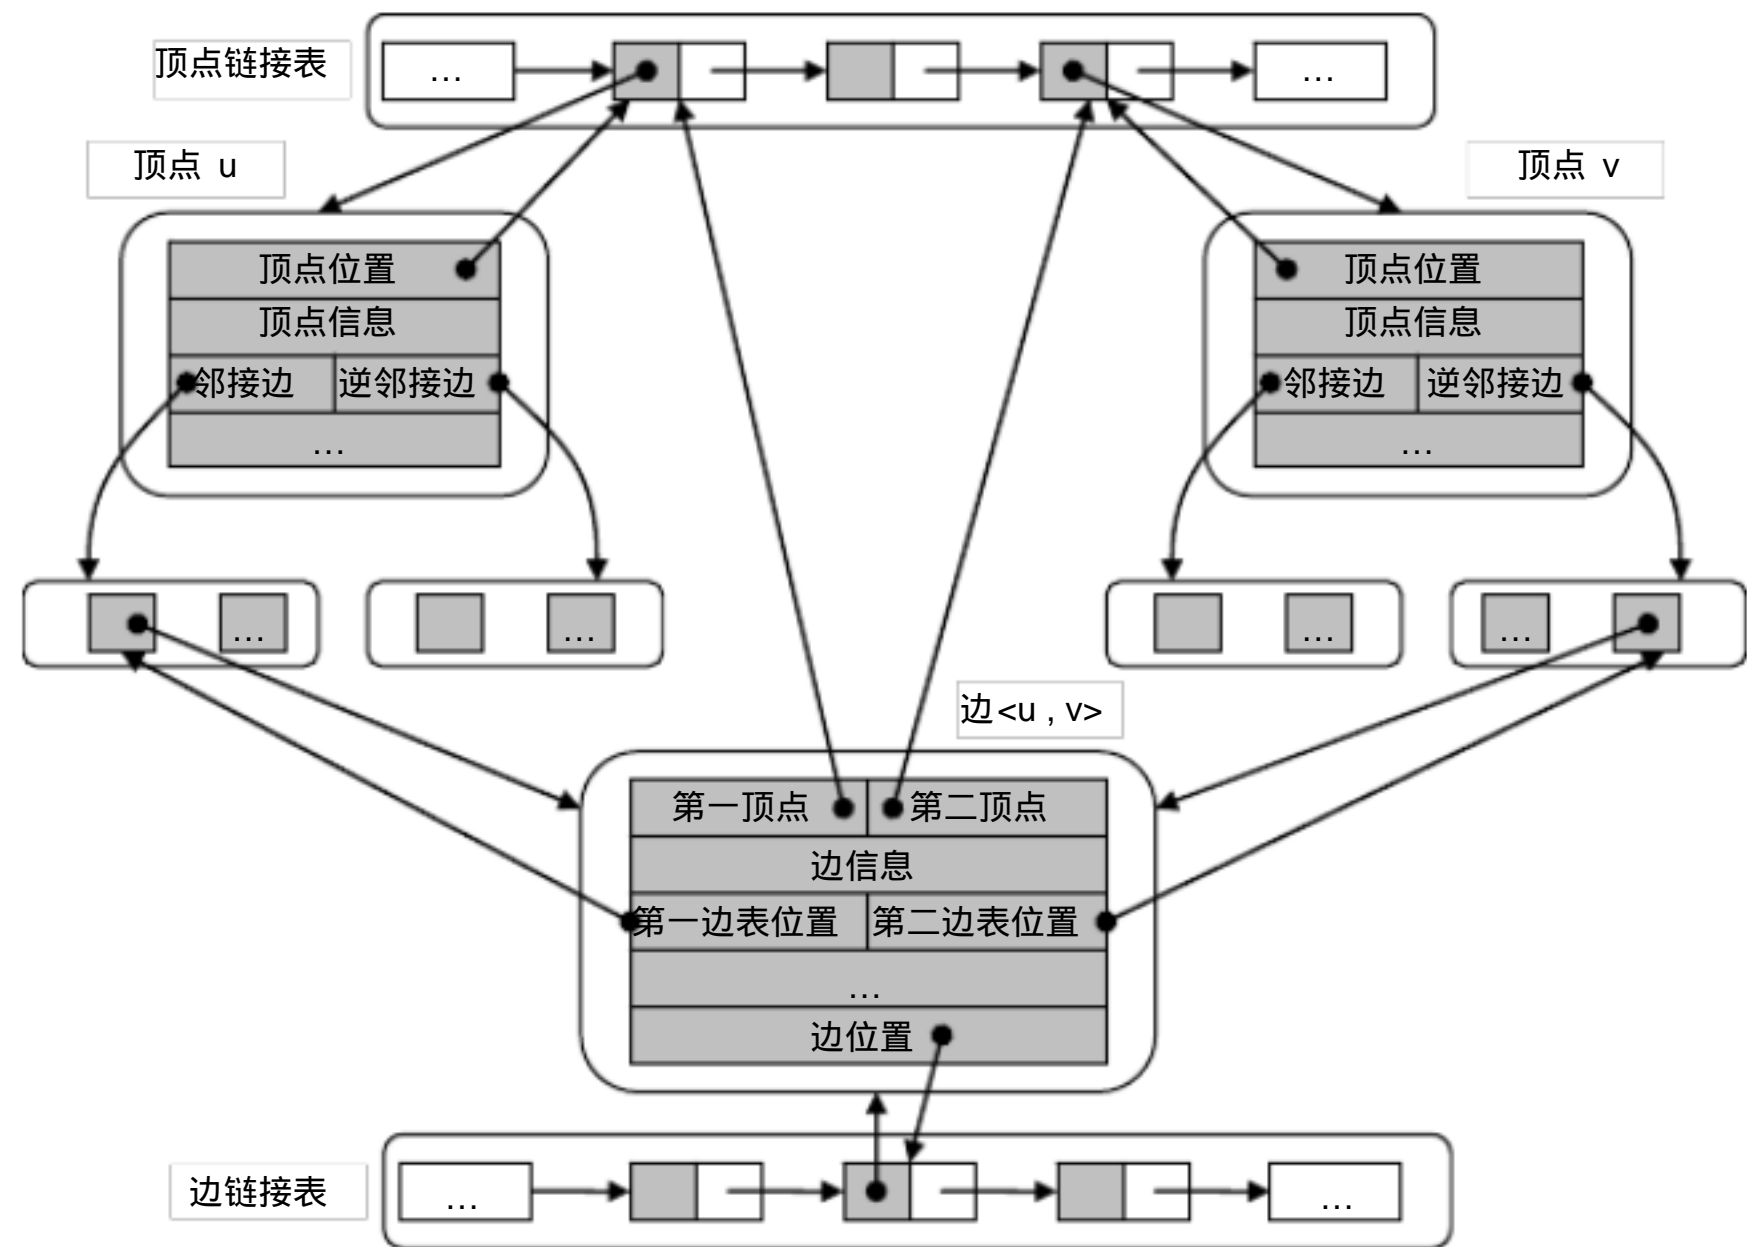 顶点链接表
…
…
顶点 u
顶点 v
顶点位置
顶点信息
邻接边
逆邻接边
…
顶点位置
顶点信息
邻接边
逆邻接边
…
…
…
…
…
边<u , v>
第一顶点
第二顶点
边信息
第一边表位置
第二边表位置
…
边位置
边链接表
…
…